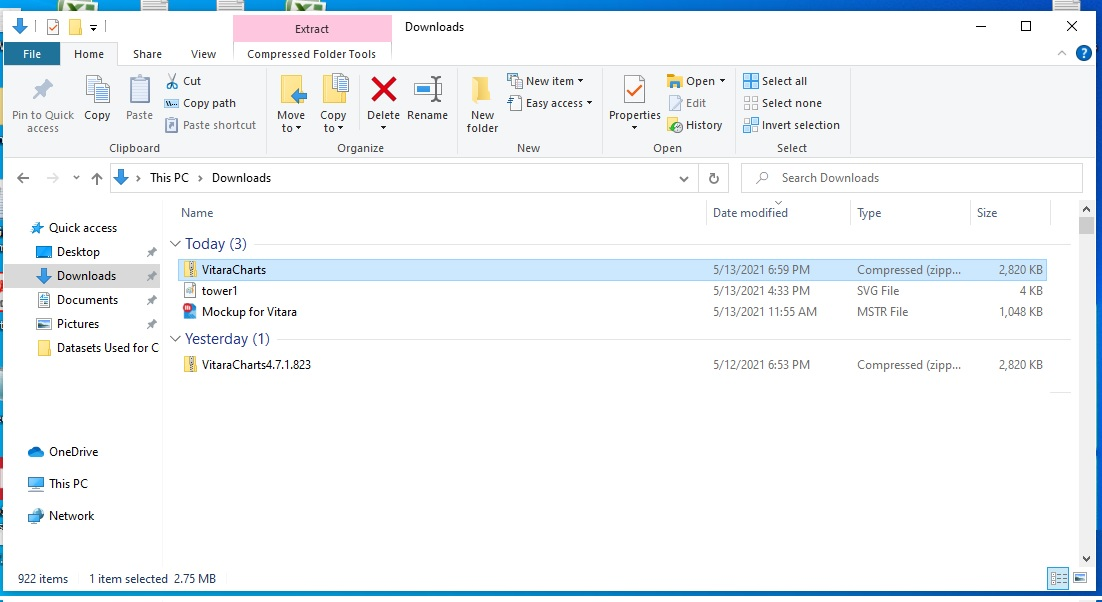 Extract
Downloads
File
Home
Share
View
Compressed Folder Tools
Pin to Quick access
Copy
Paste
Cut
Copy path
Paste shortcut
Clipboard
Move to
Copy to
Delete
Rename
Organize
New folder
New item
Easy access
New
Properties
Open
Edit
History
Open
Select all
Select none
Invert selection
Select
This PC > Downloads
Search Downloads
Quick access
Desktop
Downloads
Documents
Pictures
Datasets Used for C
OneDrive
This PC
Network
Name Date modified Type Size
Today (3)
VitaraCharts 5/13/2021 6:59 PM Compressed (zipp... 2,820 KB
tower1 5/13/2021 4:33 PM SVG File 4 KB
Mockup for Vitara 5/13/2021 11:55 AM MSTR File 1,048 KB
Yesterday (1)
VitaraCharts4.7.1.823 5/12/2021 6:53 PM Compressed (zipp... 2,820 KB
922 items 1 item selected 2.75 MB